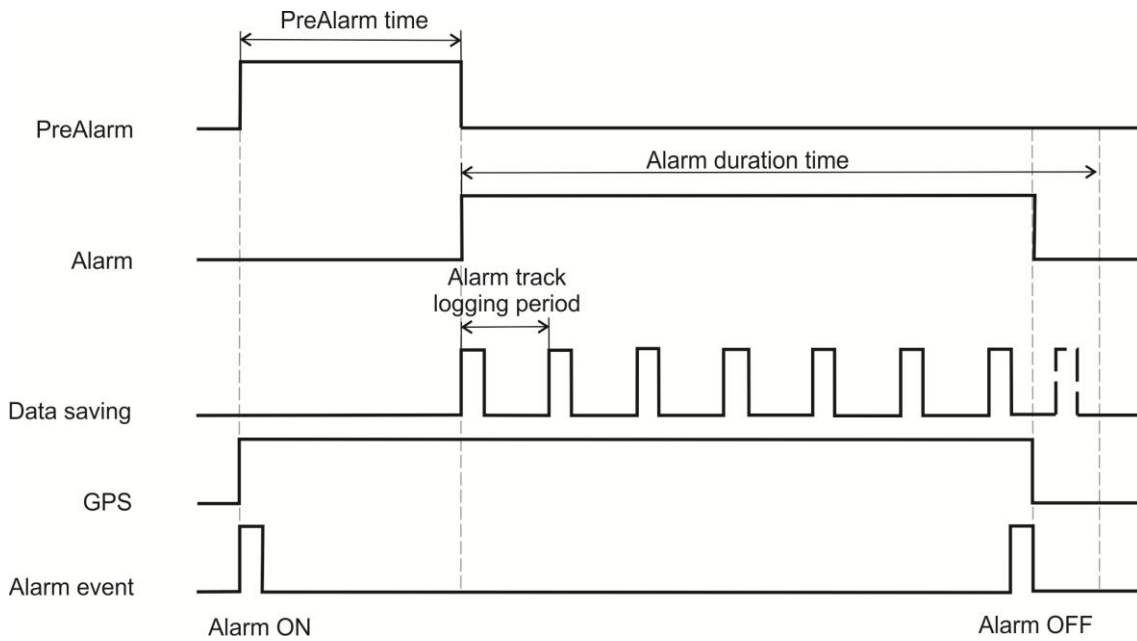 PreAlarm time
PreAlarm
Alarm duration time
Alarm
Alarm track
logging period
Data saving
GPS
Alarm event
Alarm ON
Alarm OFF